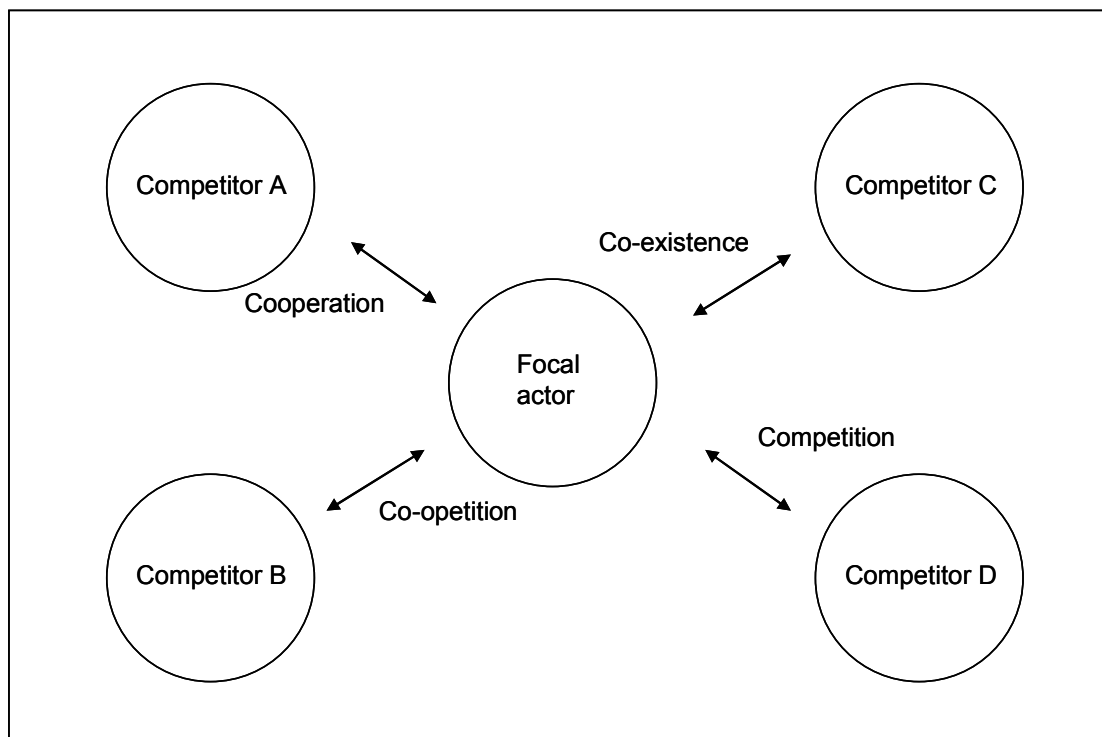 Competitor A
Competitor C
Co-existence
Cooperation
Focal
actor
Competition
Co-opetition
Competitor B
Competitor D